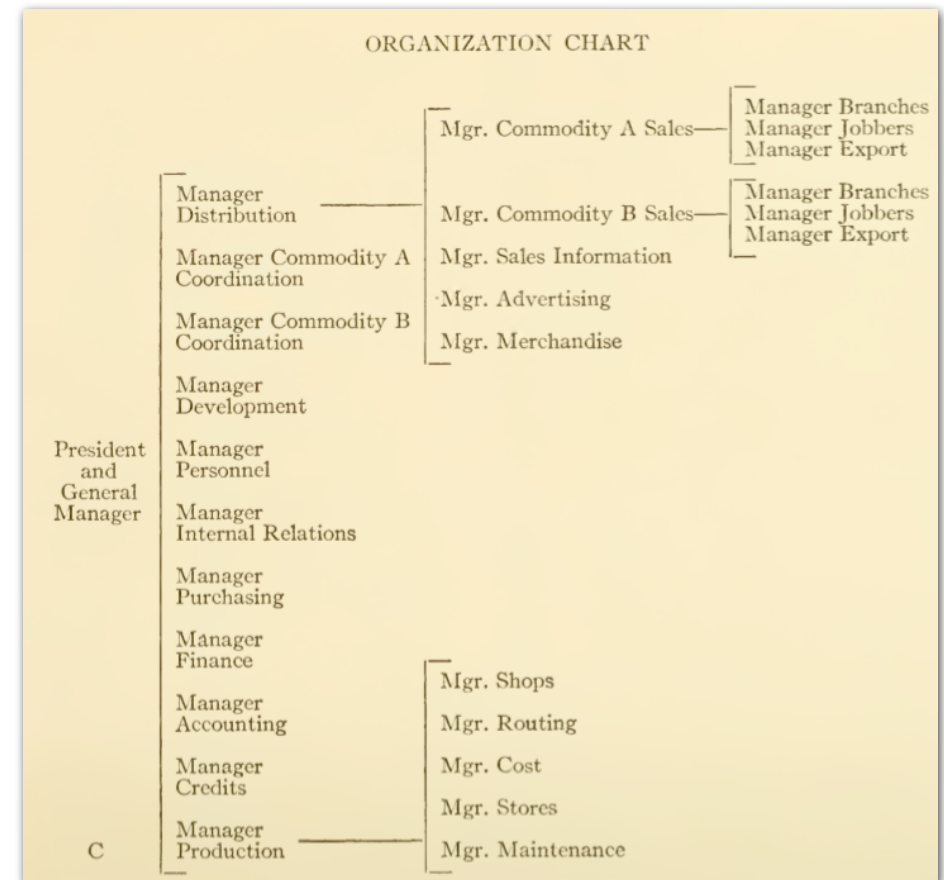 ORGANIZATION CHART
President
and
General
Manager
Manager
Distribution
Manager Commodity A
Coordination
Manager Commodity B
Coordination
Manager
Development
Manager
Personnel
Manager
Internal Relations
Manager
Purchasing
Manager
Finance
Manager
Accounting
Manager
Credits
Manager
Production
Mgr. Commodity A Sales
Manager Branches
Manager Jobbers
Manager Export
Mgr. Commodity B Sales
Manager Branches
Manager Jobbers
Manager Export
Mgr. Sales Information
Mgr. Advertising
Mgr. Merchandise
Mgr. Shops
Mgr. Routing
Mgr. Cost
Mgr. Stores
Mgr. Maintenance
C